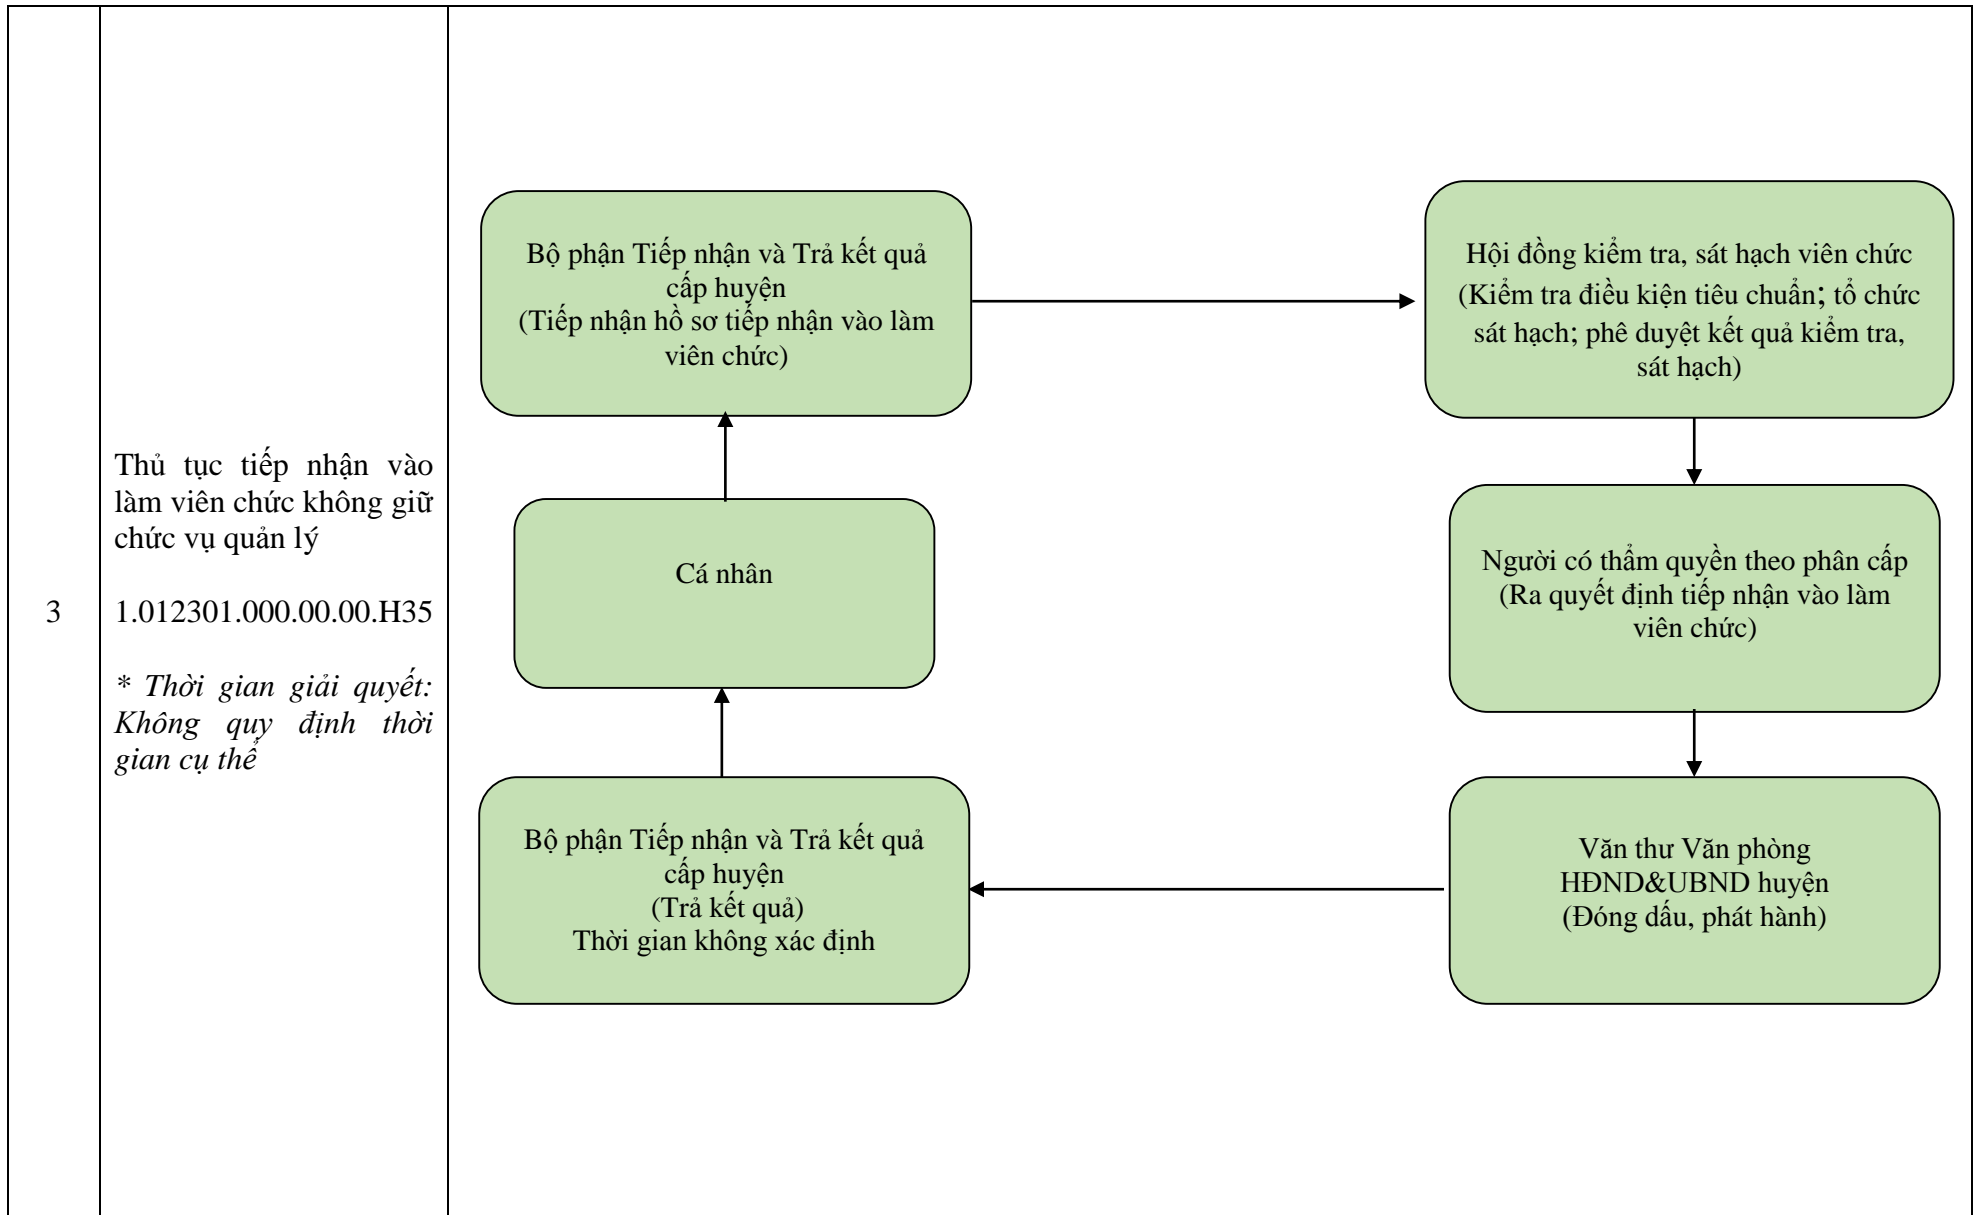 3
Thủ tục tiếp nhận vào
làm viên chức không giữ
chức vụ quản lý
1.012301.000.00.00.H35
* Thời gian giải quyết:
Không quy định thời
gian cụ thể
Bộ phận Tiếp nhận và Trả kết quả
cấp huyện
(Tiếp nhận hồ sơ tiếp nhận vào làm
viên chức)
Hội đồng kiểm tra, sát hạch viên chức
(Kiểm tra điều kiện tiêu chuẩn; tổ chức
sát hạch; phê duyệt kết quả kiểm tra,
sát hạch)
Cá nhân
Người có thẩm quyền theo phân cấp
(Ra quyết định tiếp nhận vào làm
viên chức)
Bộ phận Tiếp nhận và Trả kết quả
cấp huyện
(Trả kết quả)
Thời gian không xác định
Văn thư Văn phòng
HĐND&UBND huyện
(Đóng dấu, phát hành)